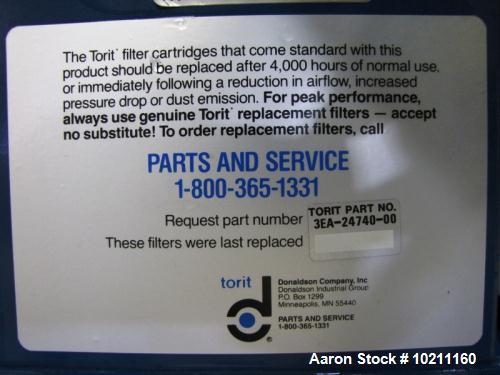 The Torit® filter cartridges that come standard with this
product should be replaced after 4,000 hours of normal use.
or immediately following a reduction in airflow, increased
pressure drop or dust emission. For peak performance,
always use genuine Torit® replacement filters — accept
no substitute! To order replacement filters, call
PARTS AND SERVICE
1-800-365-1331
Request part number
TORIT PART NO.
3EA-24740-00
These filters were last replaced
torit
®
Donaldson Company, Inc
Donaldson Industrial Group
P.O. Box 1299
Minneapolis, MN 55440
PARTS AND SERVICE
1-800-365-1331
Aaron Stock # 10211160